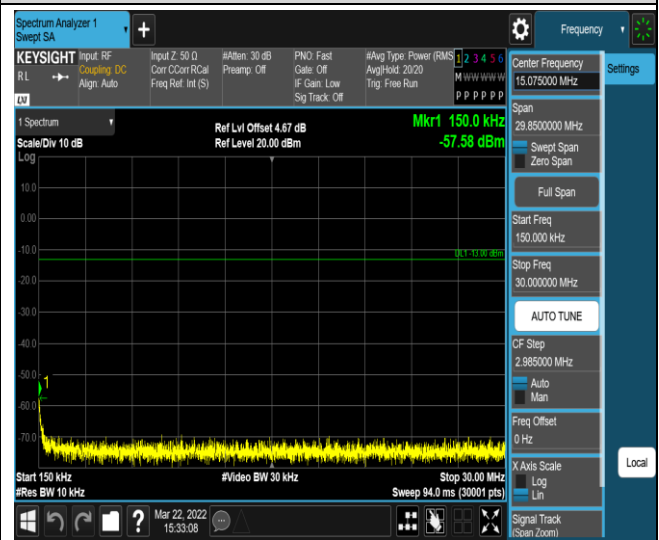 Spectrum Analyzer 1
Swept SA
Frequency
KEYSIGHT
RL
LXI
Input: RF
Coupling: DC
Align: Auto
Input Z: 50 Ω
Corr CCorr RCal
Freq Ref: Int (S)
#Atten: 30 dB
Preamp: Off
PNO: Fast
Gate: Off
IF Gain: Low
Sig Track: Off
#Avg Type: Power (RMS
Avg|Hold: 20/20
Trig: Free Run
1 2 3 4 5 6
M W W W W W
P P P P P P
1 Spectrum
Scale/Div 10 dB
Ref Lvl Offset 4.67 dB
Ref Level 20.00 dBm
Mkr1 150.0 kHz
-57.58 dBm
Log
10.0
0.00
-10.0
DL1 -13.00 dBm
-20.0
-30.0
-40.0
-50.0
1
-60.0
-70.0
Start 150 kHz
#Res BW 10 kHz
#Video BW 30 kHz
Stop 30.00 MHz
Sweep 94.0 ms (30001 pts)
?
Mar 22, 2022
15:33:08
Center Frequency
15.075000 MHz
Settings
Span
29.8500000 MHz
Swept Span
Zero Span
Full Span
Start Freq
150.000 kHz
Stop Freq
30.000000 MHz
AUTO TUNE
CF Step
2.985000 MHz
Auto
Man
Freq Offset
0 Hz
X Axis Scale
Log
Lin
Local
Signal Track
(Span Zoom)